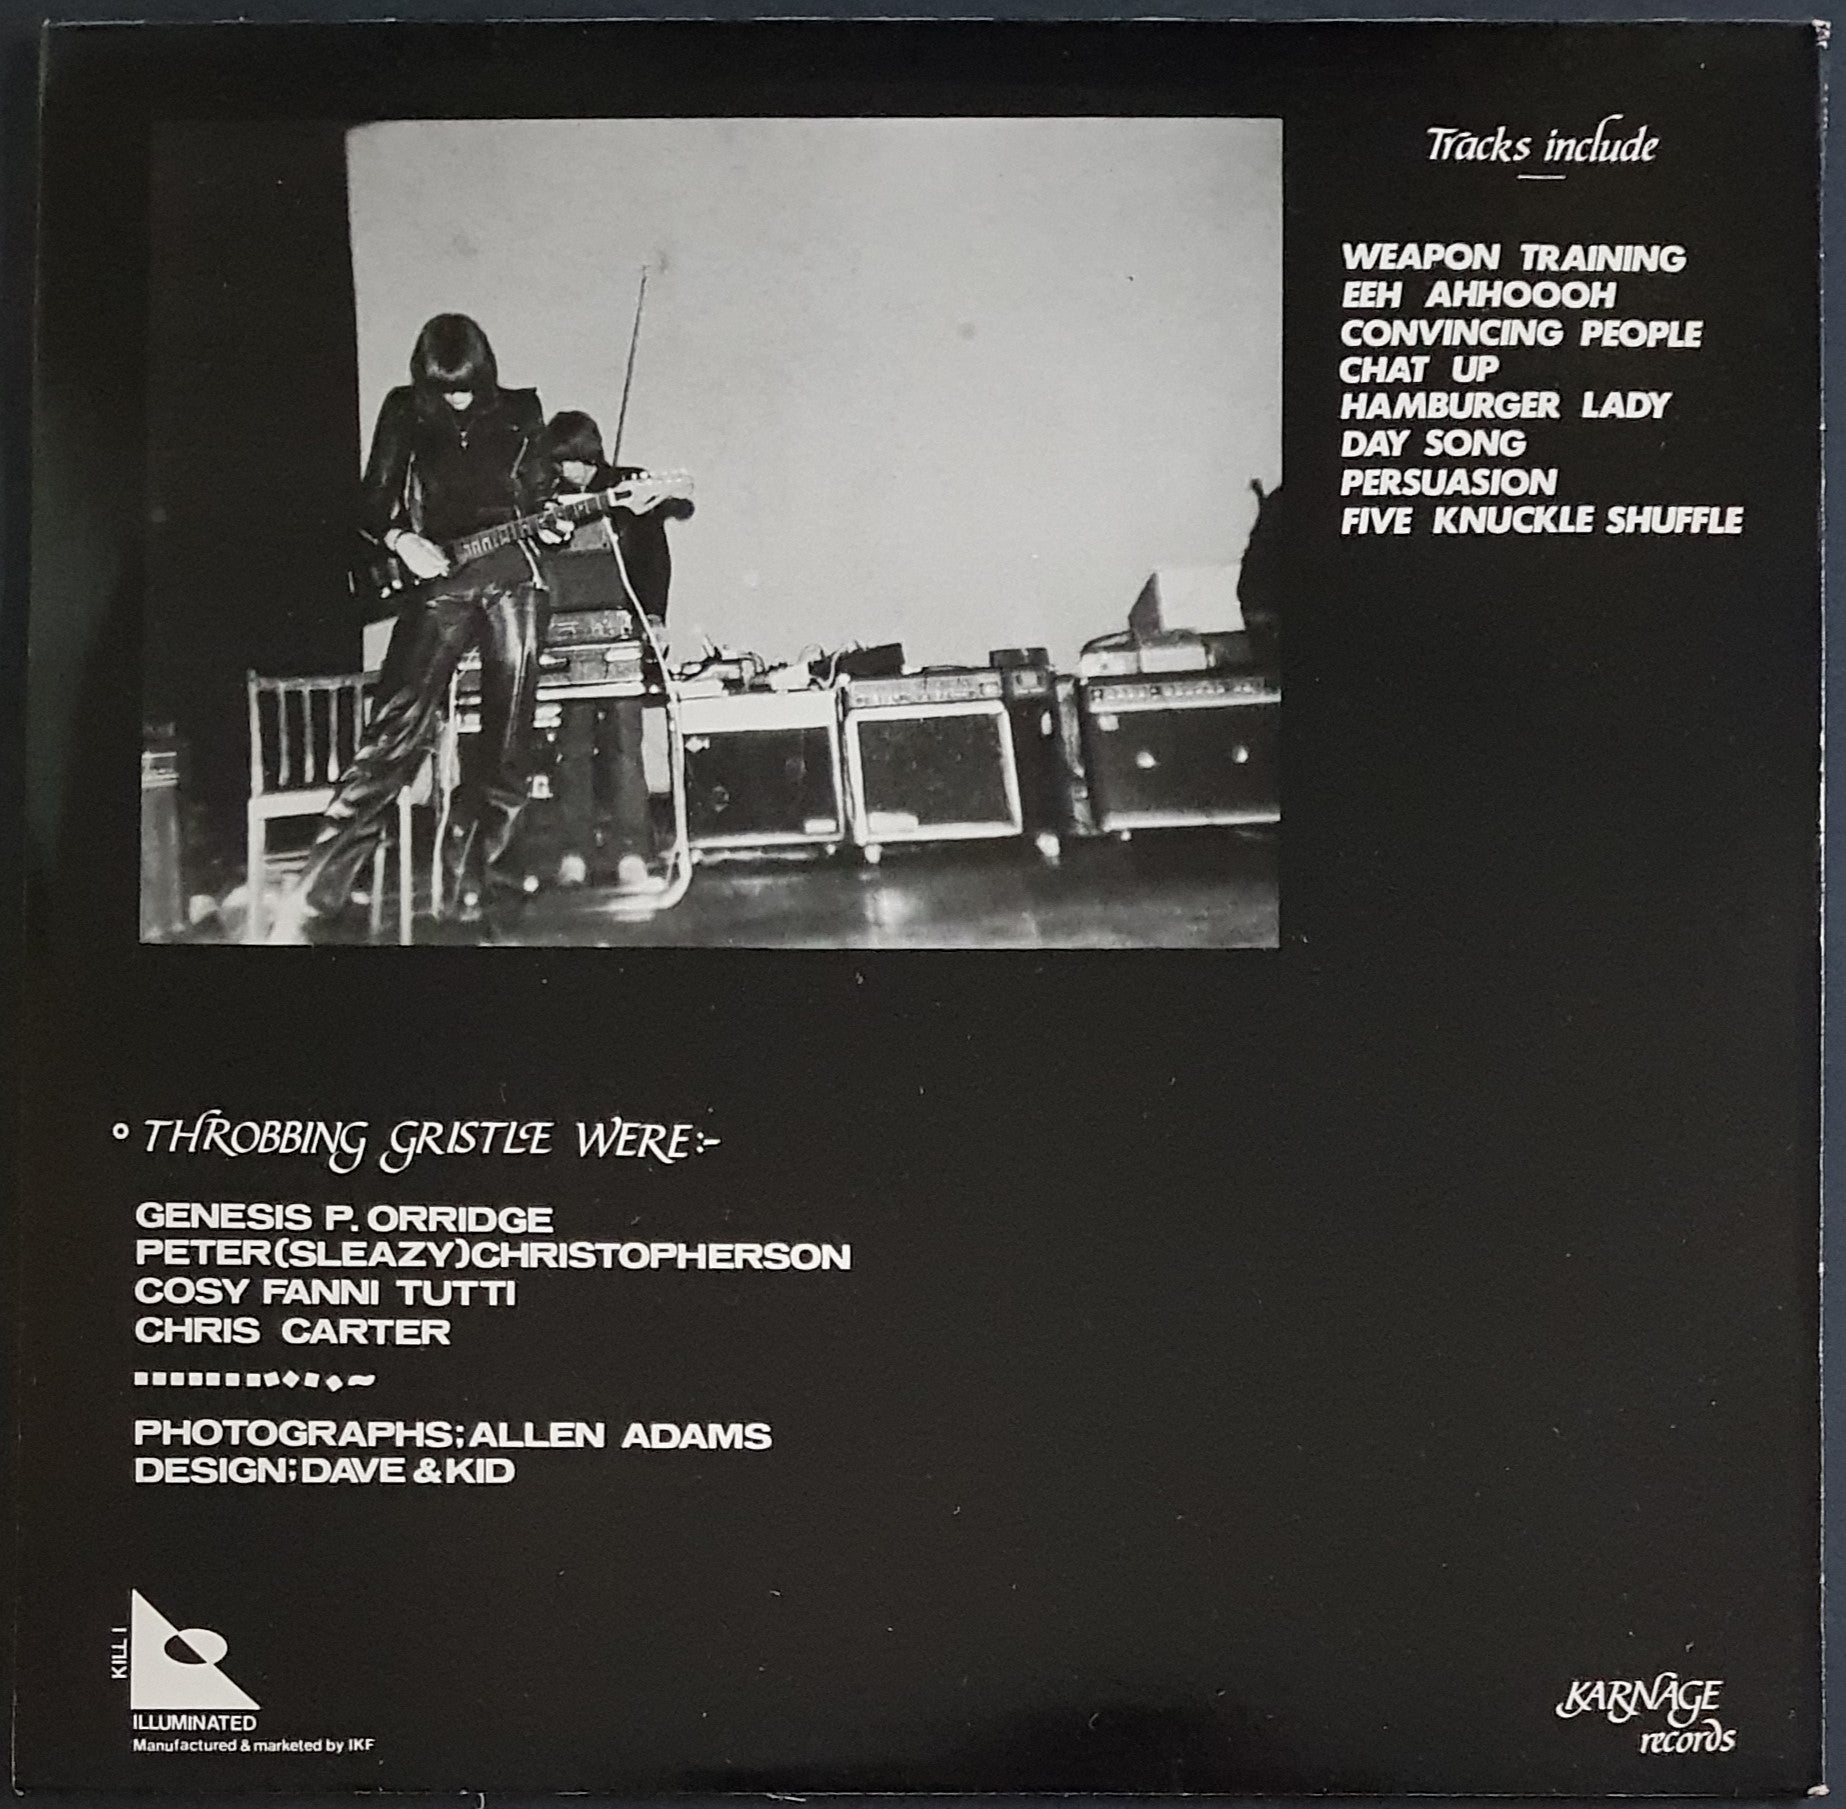 Tracks include
WEAPON TRAINING
EEH AHHOOOH
CONVINCING PEOPLE
CHAT UP
HAMBURGER LADY
DAY SONG
PERSUASION
FIVE KNUCKLE SHUFFLE
THROBBING GRISTLE WERE:-
GENESIS P. ORRIDGE
PETER(SLEAZY)CHRISTOPHERSON
COSY FANNI TUTTI
CHRIS CARTER
PHOTOGRAPHS;ALLEN ADAMS
DESIGN;DAVE &KID
KILL I
ILLUMINATED
Manufactured & marketed by IKF
KARNAGE
records